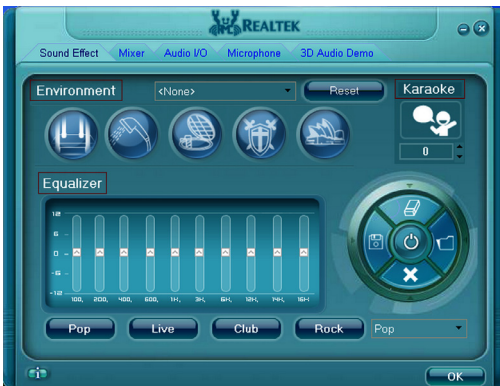 REALTEK
Sound Effect Mixer Audio I/O Microphone 3D Audio Demo
Environment <None> Reset Karaoke
0
Equalizer
12
6
0
-6
-12
100, 200, 400, 600, 1K, 3K, 6K, 12K, 14K, 16K
Pop Live Club Rock Pop
i
OK